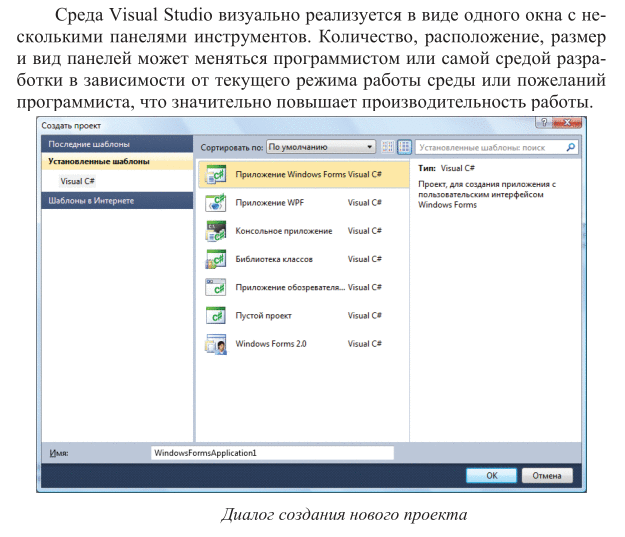 Среда Visual Studio визуально реализуется в виде одного окна с не-
сколькими панелями инструментов. Количество, расположение, размер
и вид панелей может меняться программистом или самой средой разра-
ботки в зависимости от текущего режима работы среды или пожеланий
программиста, что значительно повышает производительность работы.
Создать проект
Последние шаблоны
Установленные шаблоны
Visual C#
Шаблоны в Интернете
Сортировать по: По умолчанию
Установленные шаблоны: поиск
Приложение Windows Forms Visual C#
Приложение WPF Visual C#
Консольное приложение Visual C#
Библиотека классов Visual C#
Приложение обозревателя... Visual C#
Пустой проект Visual C#
Windows Forms 2.0 Visual C#
Тип: Visual C#
Проект, для создания приложения с
пользовательским интерфейсом
Windows Forms
Имя: WindowsFormsApplication1
OK Отмена
Диалог создания нового проекта